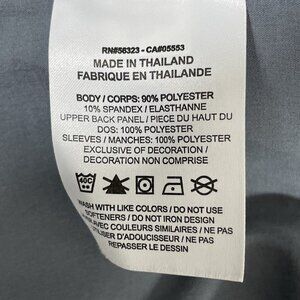 RN#56323 - CA#05553
MADE IN THAILAND
FABRIQUE EN THAILANDE
BODY / CORPS: 90% POLYESTER
10% SPANDEX / ELASTHANNE
UPPER BACK PANEL / PIECE DU HAUT DU
DOS: 100% POLYESTER
SLEEVES / MANCHES: 100% POLYESTER
EXCLUSIVE OF DECORATION /
DECORATION NON COMPRISE
40C
WASH WITH LIKE COLORS / DO NOT USE
SOFTENERS / DO NOT IRON DESIGN
AVEC COULEURS SIMILAIRES / NE PAS
D'ADOUCISSEUR / NE PAS
REPASSER LE DESSIN